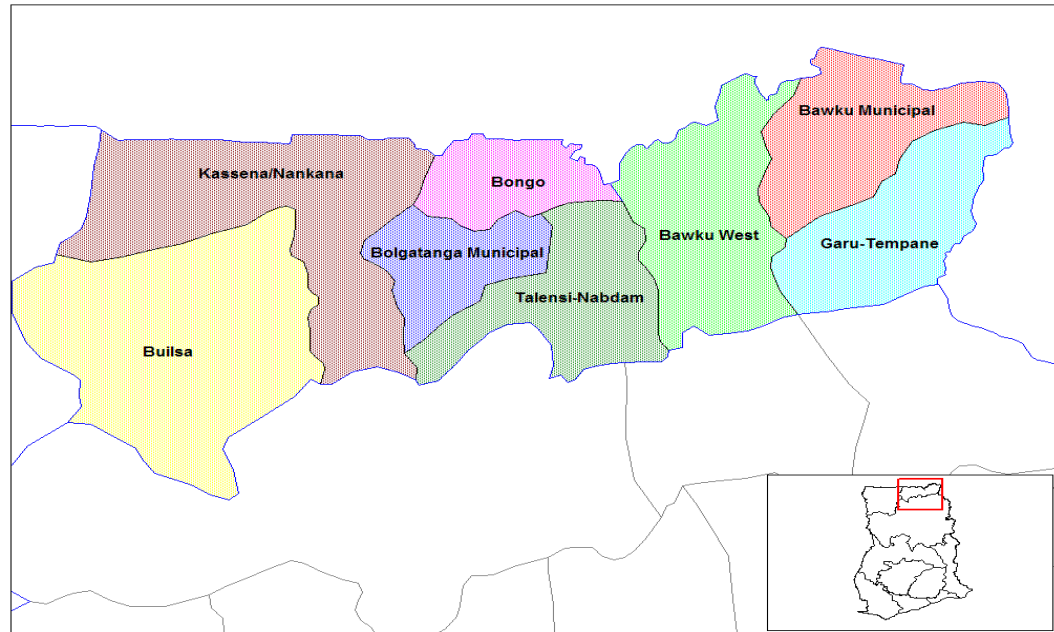 Bawku Municipal
Kassena/Nankana
Bongo
Bawku West
Garu-Tempane
Bolgatanga Municipal
Talensi-Nabdam
Builsa